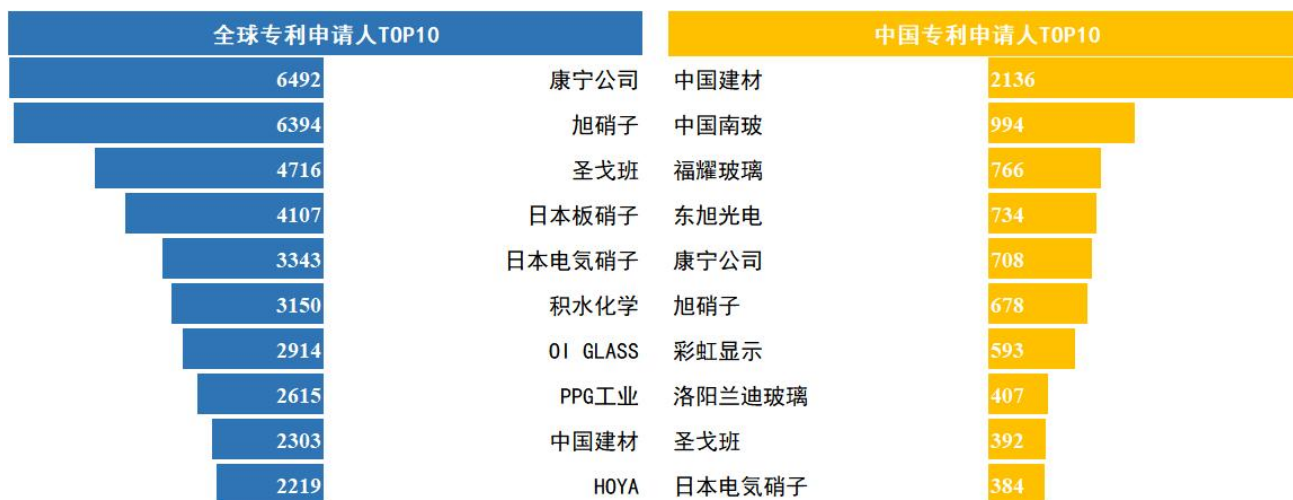 全球专利申请人TOP10 中国专利申请人TOP10
6492 康宁公司 中国建材 2136
6394 旭硝子 中国南玻 994
4716 圣戈班 福耀玻璃 766
4107 日本板硝子 东旭光电 734
3343 日本电気硝子 康宁公司 708
3150 积水化学 旭硝子 678
2914 OI GLASS 彩虹显示 593
2615 PPG工业 洛阳兰迪玻璃 407
2303 中国建材 圣戈班 392
2219 HOYA 日本电気硝子 384